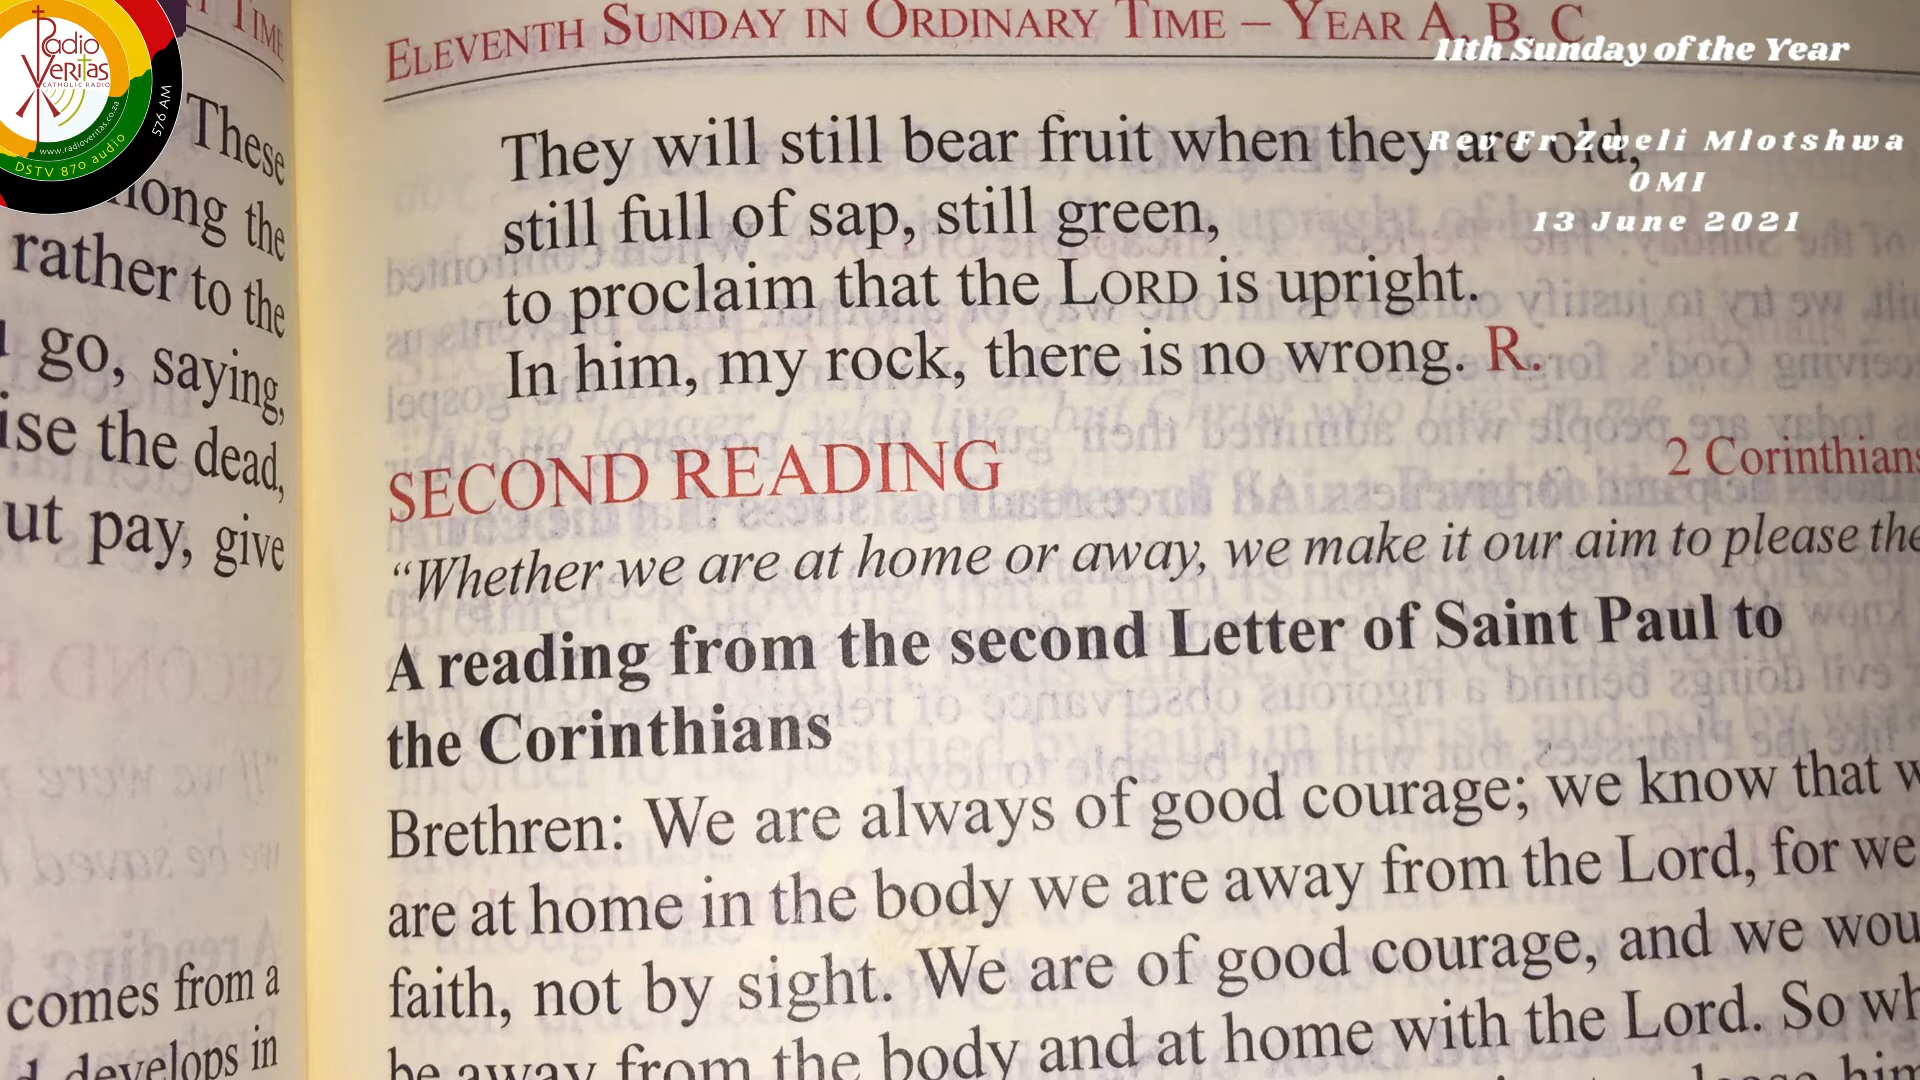 Radio
Veritas
CATHOLIC RADIO
www.radioveritas.co.za
DSTV 870 audio
576 AM
11th Sunday of the Year
Rev Fr Zweli Mlotshwa
OMI
13 June 2021
TIME
These
the
rather to the
go, saying,
the dead,
pay, give
comes from a
develops in
ELEVENTH SUNDAY IN ORDINARY TIME – YEAR A, B, C
They will still bear fruit when they are old,
still full of sap, still green,
to proclaim that the LORD is upright.
In him, my rock, there is no wrong. R.
SECOND READING
2 Corinthians
“Whether we are at home or away, we make it our aim to please the
A reading from the second Letter of Saint Paul to
the Corinthians
Brethren: We are always of good courage; we know that w
are at home in the body we are away from the Lord, for we
faith, not by sight. We are of good courage, and we wou
be away from the body and at home with the Lord. So wh